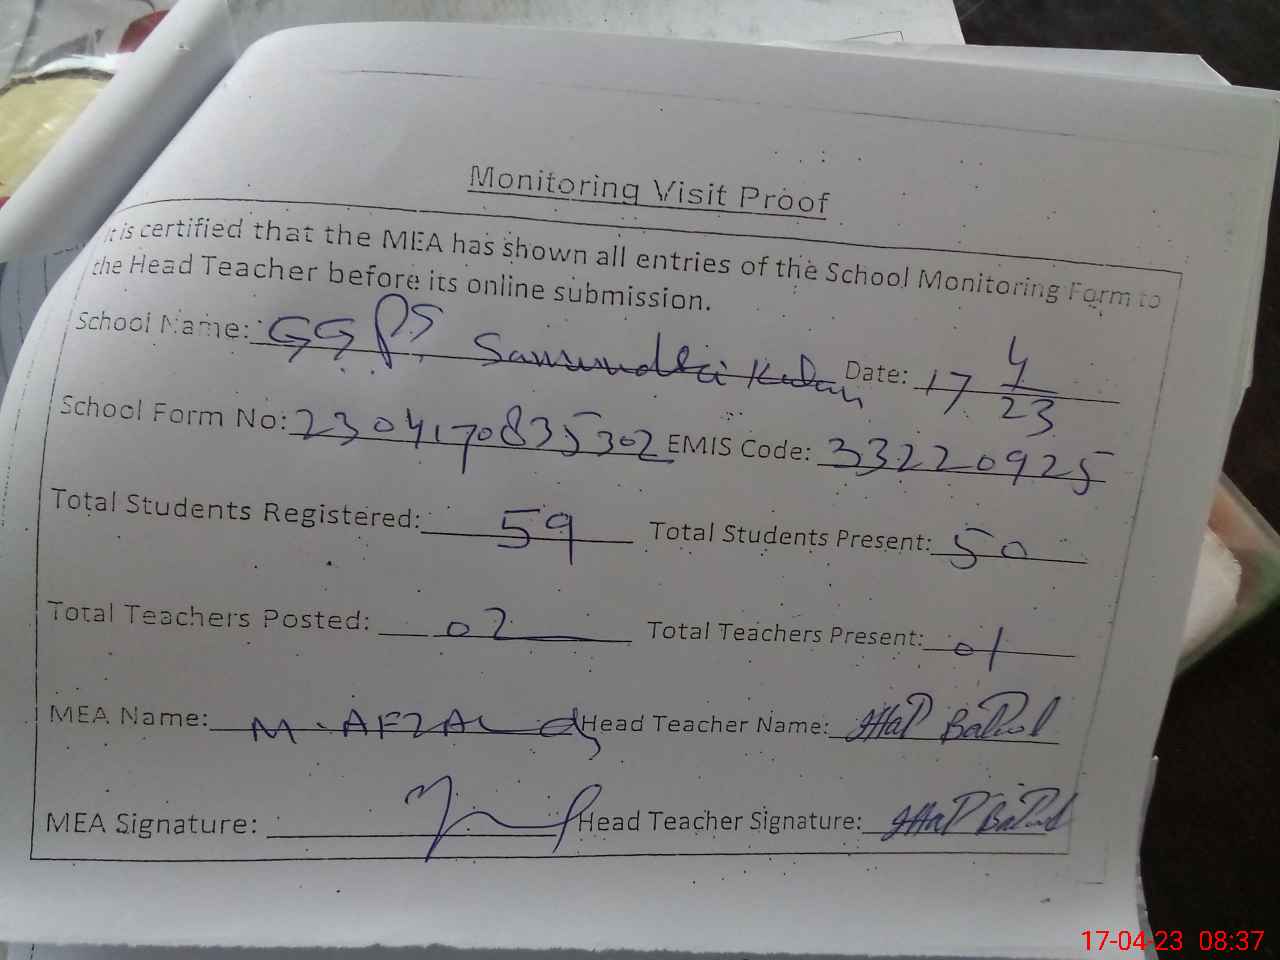 Monitoring Visit Proof
It is certified that the MEA has shown all entries of the School Monitoring Form to
the Head Teacher before its online submission.
School Name: GGPS Date: 17 4/23
School Form No: 2304170835302 EMIS Code: 33220925
Total Students Registered: 59 Total Students Present: 50
Total Teachers Posted: 02 Total Teachers Present: 01
MEA Name: M. AFZAL Head Teacher Name:
MEA Signature: Head Teacher Signature:
17-04-23 08:37